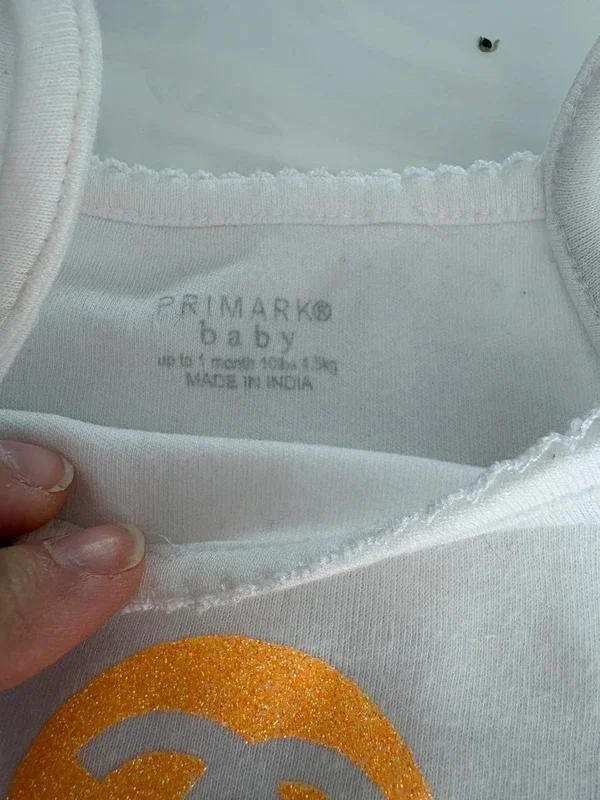 PRIMARK®
baby
up to 1 month 10lbs 4.5kg
MADE IN INDIA